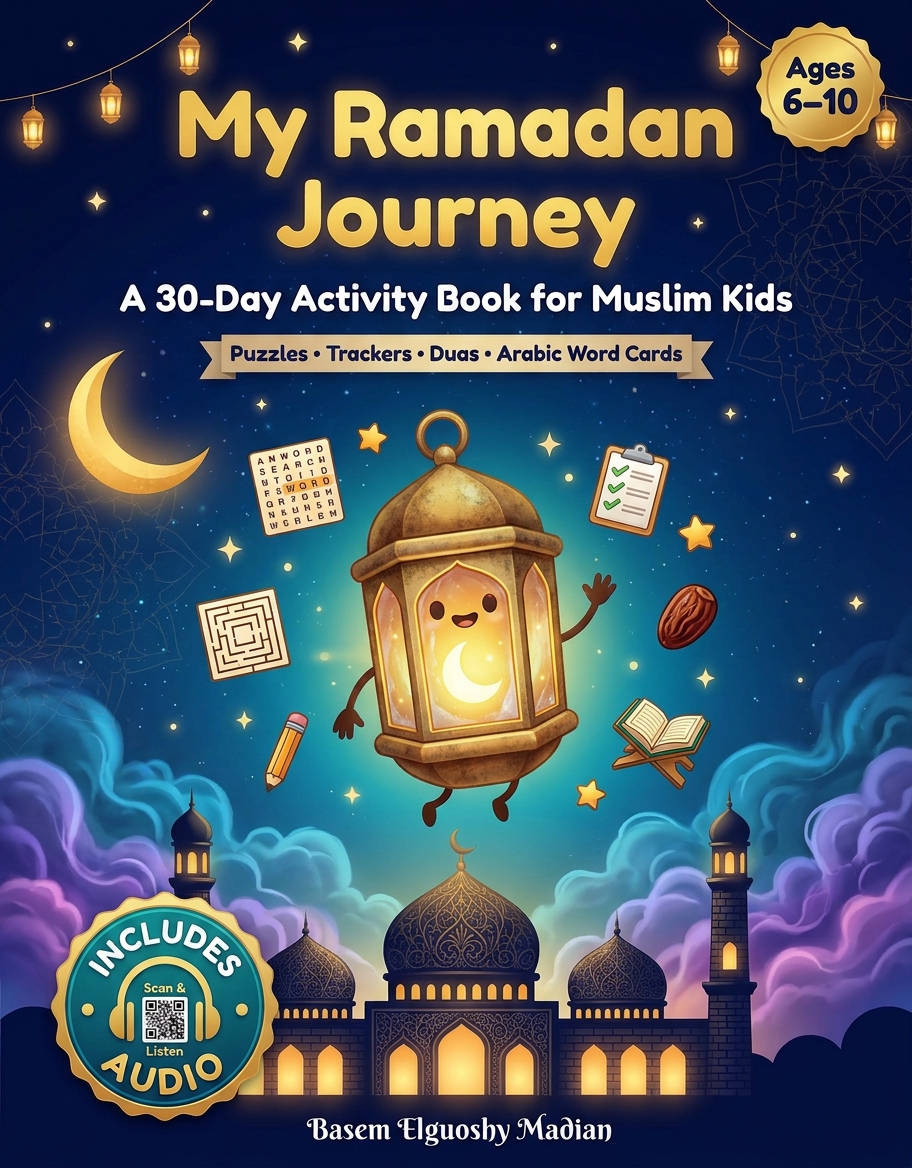 Ages
6–10
My Ramadan
Journey
A 30-Day Activity Book for Muslim Kids
Puzzles • Trackers • Duas • Arabic Word Cards
INCLUDES
Scan &
Listen
AUDIO
Basem Elguoshy Madian